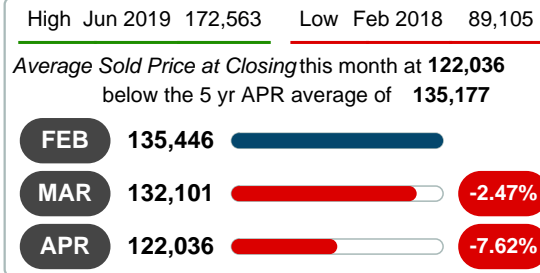 High Jun 2019 172,563 Low Feb 2018 89,105
Average Sold Price at Closing this month at 122,036
below the 5 yr APR average of 135,177
FEB 135,446
MAR 132,101 -2.47%
APR 122,036 -7.62%